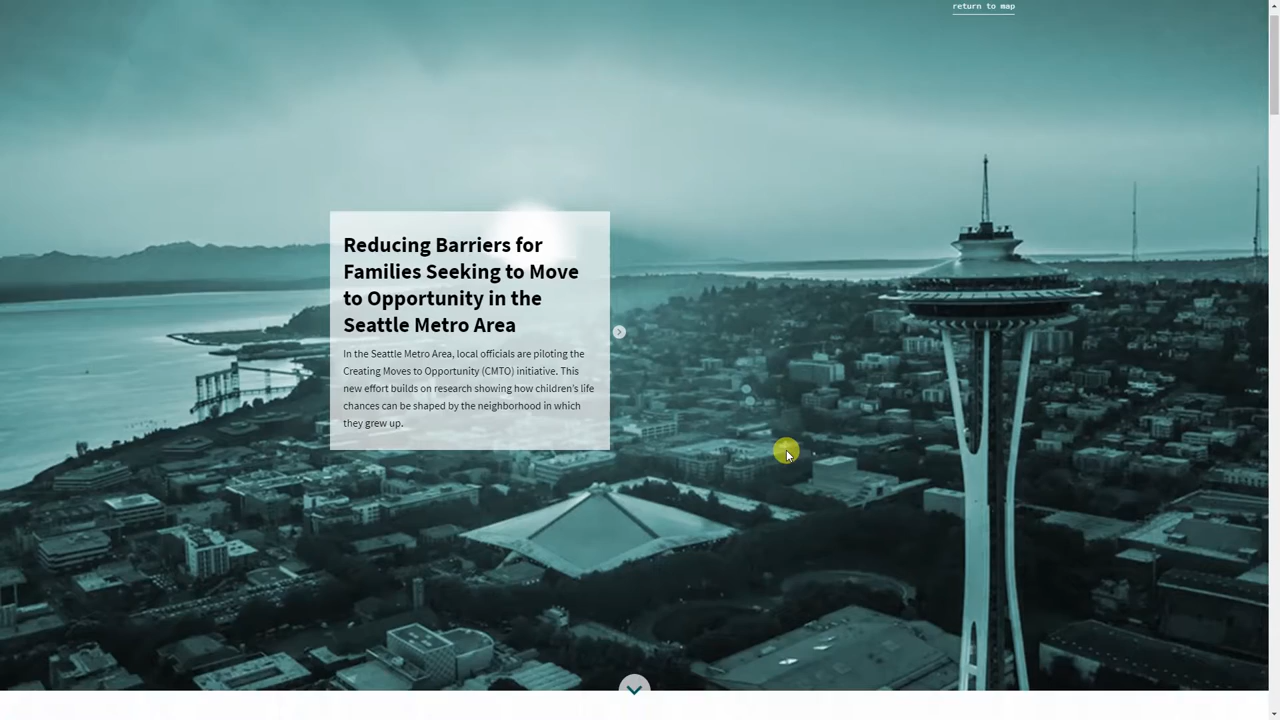 return to map
Reducing Barriers for
Families Seeking to Move
to Opportunity in the
Seattle Metro Area
In the Seattle Metro Area, local officials are piloting the
Creating Moves to Opportunity (CMTO) initiative. This
new effort builds on research showing how children's life
chances can be shaped by the neighborhood in which
they grew up.